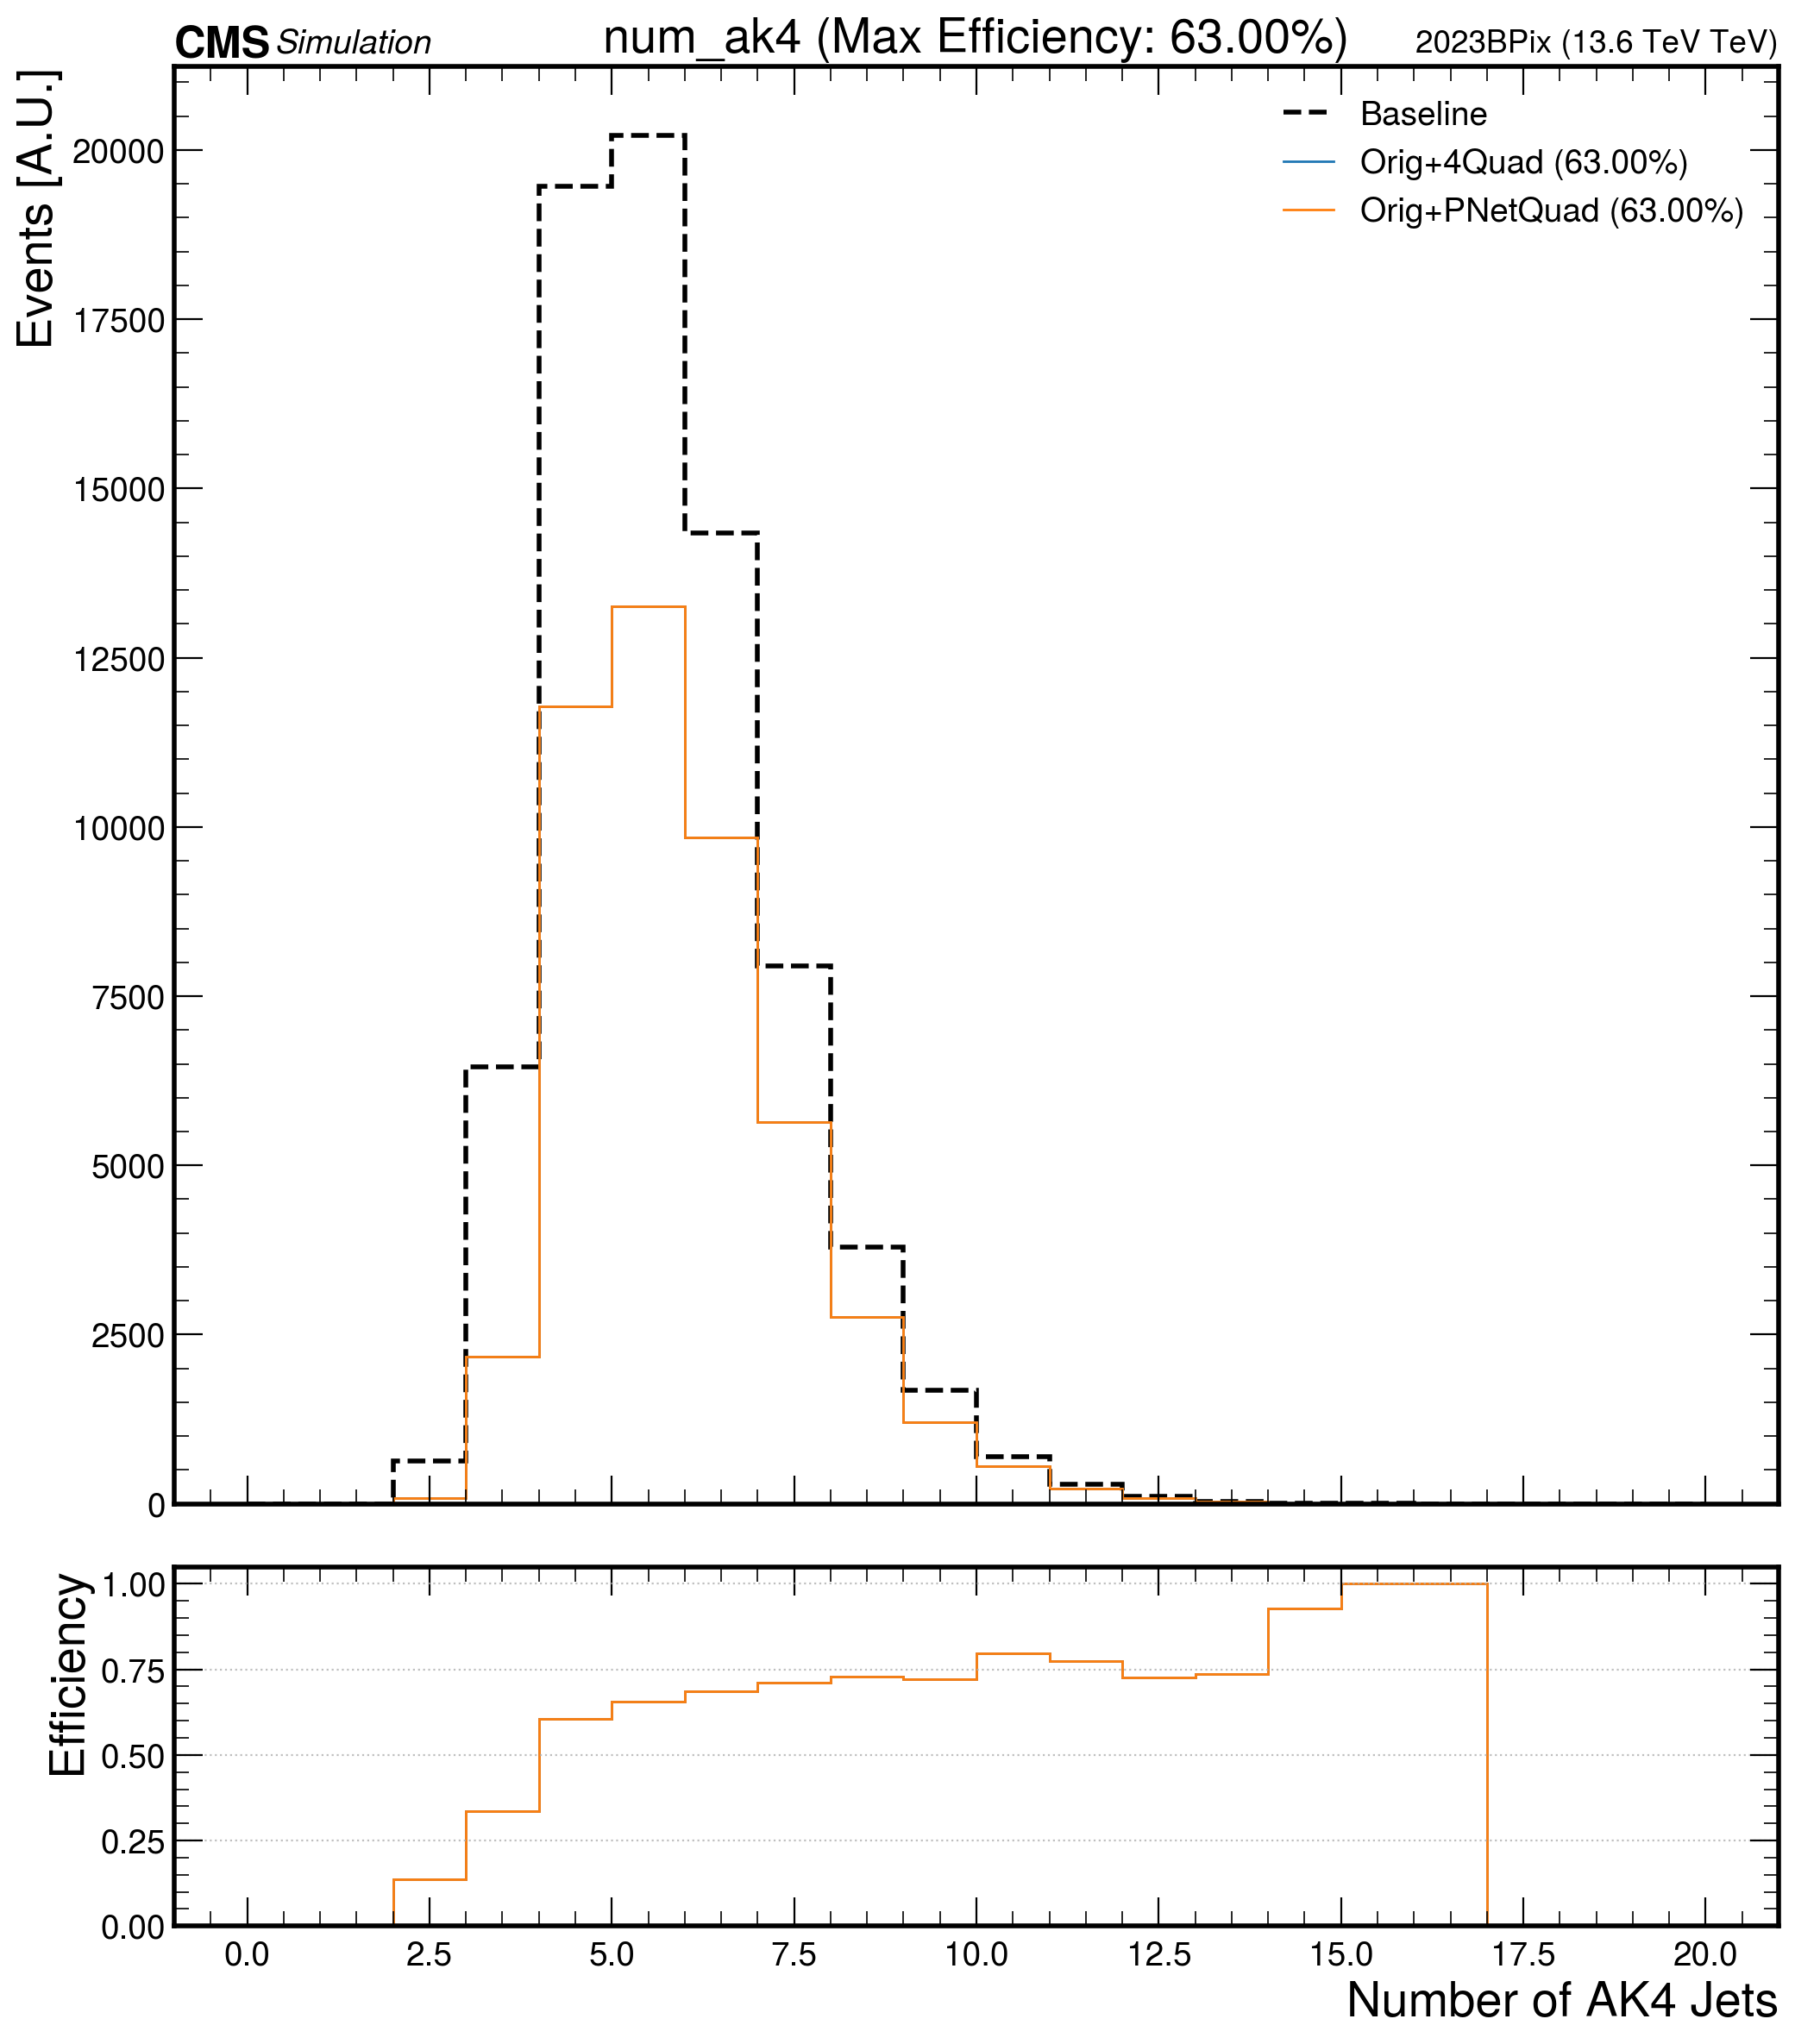 CMS Simulation num_ak4 (Max Efficiency: 63.00%) 2023BPix (13.6 TeV TeV)
Events [A.U.]
Baseline
Orig+4Quad (63.00%)
Orig+PNetQuad (63.00%)
20000
17500
15000
12500
10000
7500
5000
2500
0
Efficiency
1.00
0.75
0.50
0.25
0.00
0.0 2.5 5.0 7.5 10.0 12.5 15.0 17.5 20.0
Number of AK4 Jets